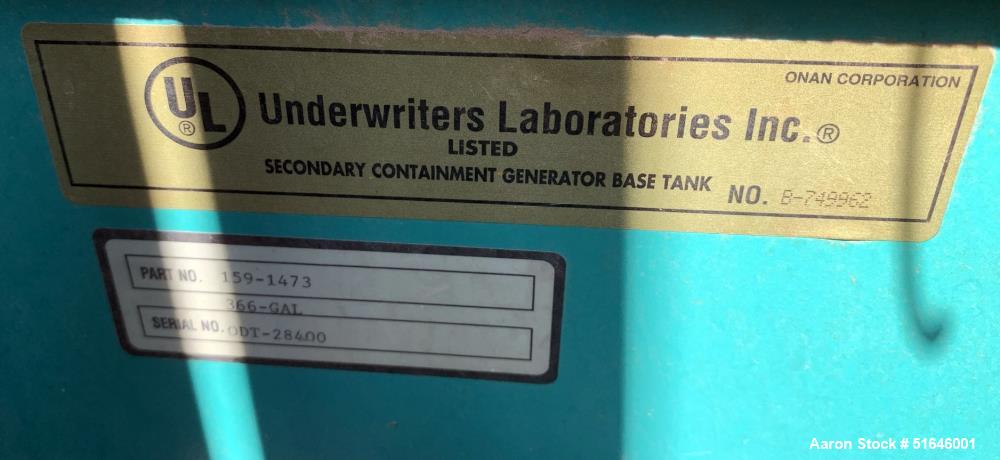 ONAN CORPORATION
UL ® Underwriters Laboratories Inc.®
LISTED
SECONDARY CONTAINMENT GENERATOR BASE TANK NO. B-749962
PART NO. 159-1473
366-GAL
SERIAL NO. ODT-28400
Aaron Stock # 51646001